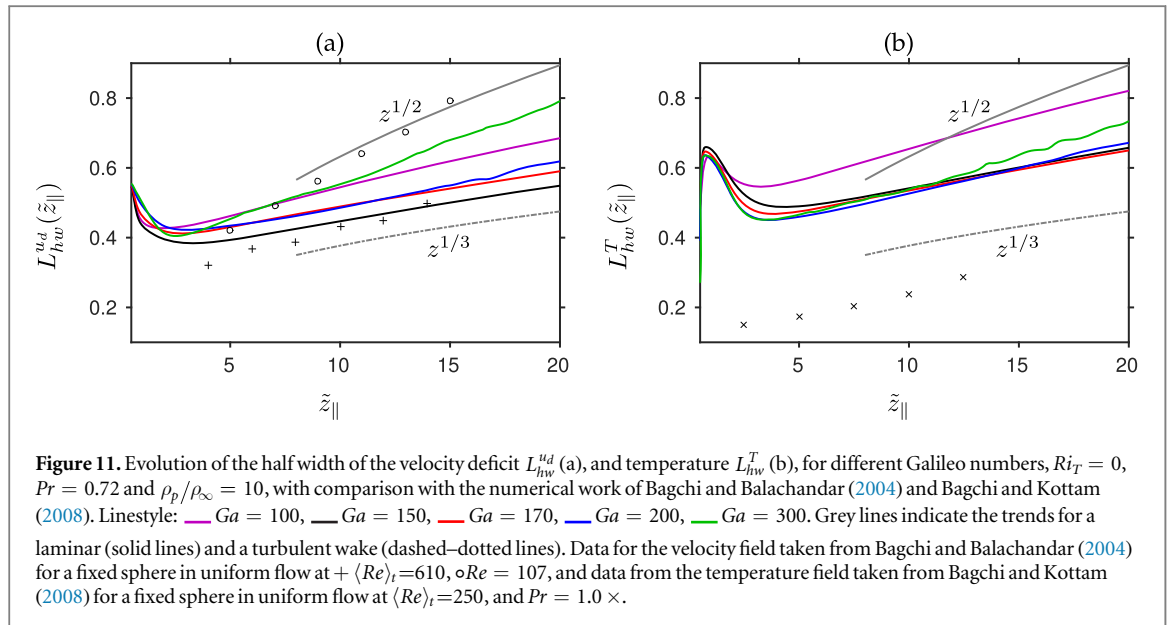 (a)
(b)
0.8
0.6
0.4
0.2
5
10
15
20
z^{1/2}
z^{1/3}
L_{hw}^{u_d}(z̃_∥)
z̃_∥
0.8
0.6
0.4
0.2
5
10
15
20
z^{1/2}
z^{1/3}
L_{hw}^{T}(z̃_∥)
z̃_∥
Figure 11. Evolution of the half width of the velocity deficit L_{hw}^{u_d} (a), and temperature L_{hw}^{T} (b), for different Galileo numbers, Ri_T = 0,
Pr = 0.72 and ρ_p/ρ_∞ = 10, with comparison with the numerical work of Bagchi and Balachandar (2004) and Bagchi and Kottam
(2008). Linestyle: Ga = 100, Ga = 150, Ga = 170, Ga = 200, Ga = 300. Grey lines indicate the trends for a
laminar (solid lines) and a turbulent wake (dashed–dotted lines). Data for the velocity field taken from Bagchi and Balachandar (2004)
for a fixed sphere in uniform flow at + ⟨Re⟩_t=610, ∘Re = 107, and data from the temperature field taken from Bagchi and Kottam
(2008) for a fixed sphere in uniform flow at ⟨Re⟩_t=250, and Pr = 1.0 ×.